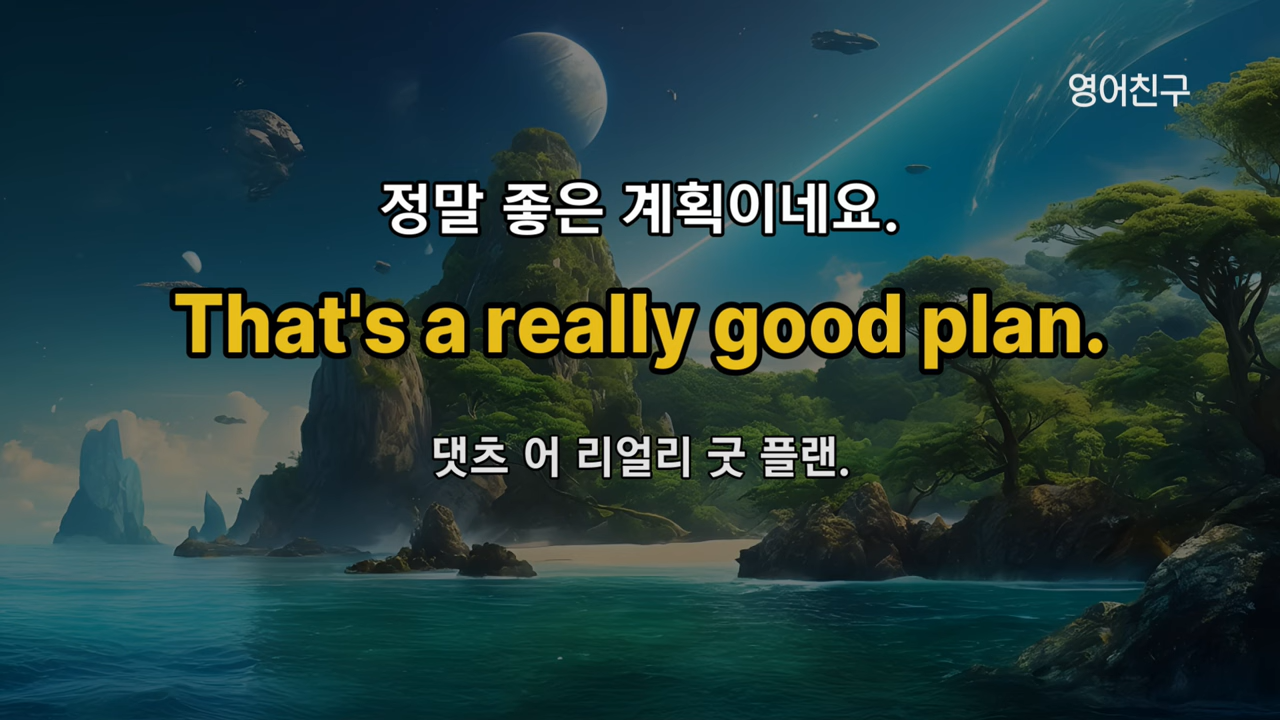 영어친구
정말 좋은 계획이네요.
That's a really good plan.
댓츠 어 리얼리 굿 플랜.